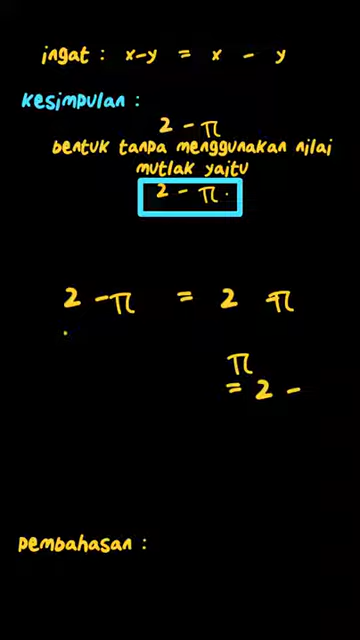 ingat : x-y = x - y
kesimpulan :
2 - π
bentuk tanpa menggunakan nilai
mutlak yaitu
2 - π.
2 -π = 2 -π
π
= 2 -
pembahasan :